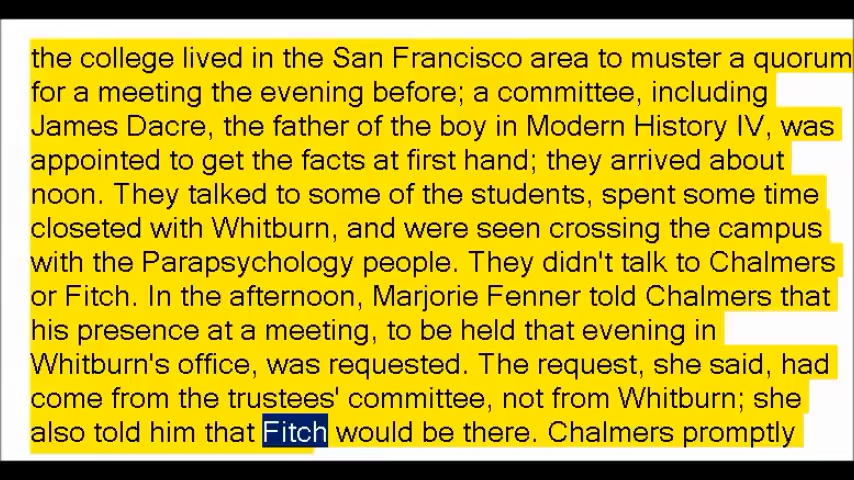 the college lived in the San Francisco area to muster a quorum
for a meeting the evening before; a committee, including
James Dacre, the father of the boy in Modern History IV, was
appointed to get the facts at first hand; they arrived about
noon. They talked to some of the students, spent some time
closeted with Whitburn, and were seen crossing the campus
with the Parapsychology people. They didn't talk to Chalmers
or Fitch. In the afternoon, Marjorie Fenner told Chalmers that
his presence at a meeting, to be held that evening in
Whitburn's office, was requested. The request, she said, had
come from the trustees' committee, not from Whitburn; she
also told him that Fitch would be there. Chalmers promptly